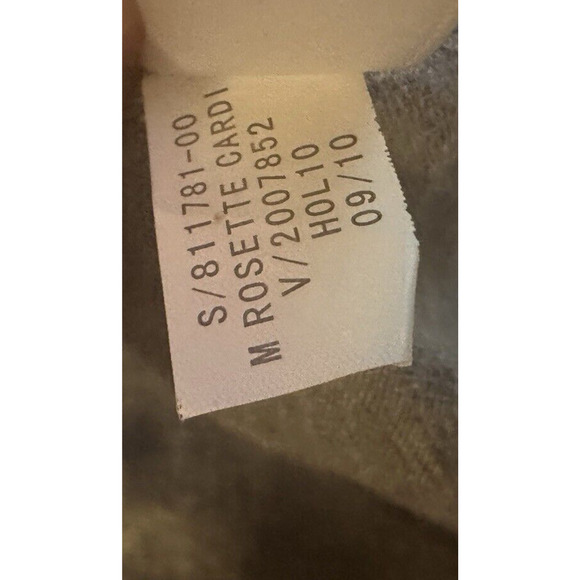 S/811781-00
M ROSETTE CARDI
V/2007852
HOL10
09/10